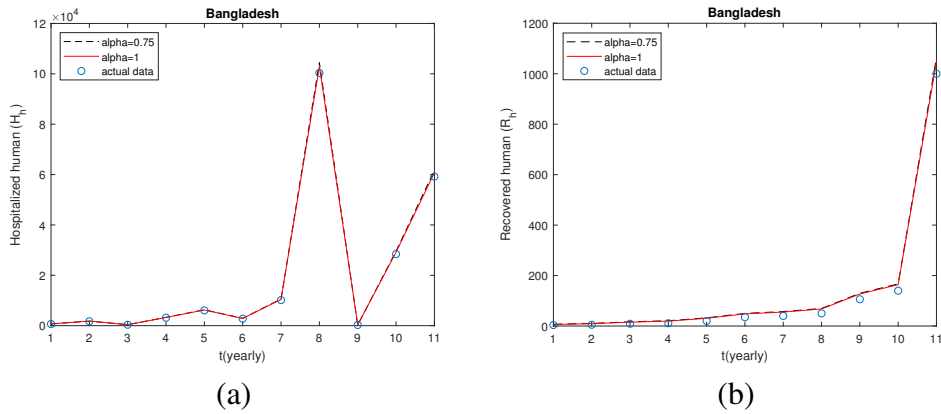 Bangladesh
×10⁴
12
10
8
6
4
2
0
Hospitalized human (H_h)
alpha=0.75
alpha=1
actual data
1 2 3 4 5 6 7 8 9 10 11
t(yearly)
(a)
Bangladesh
1200
1000
800
600
400
200
0
Recovered human (R_h)
alpha=0.75
alpha=1
actual data
1 2 3 4 5 6 7 8 9 10 11
t(yearly)
(b)